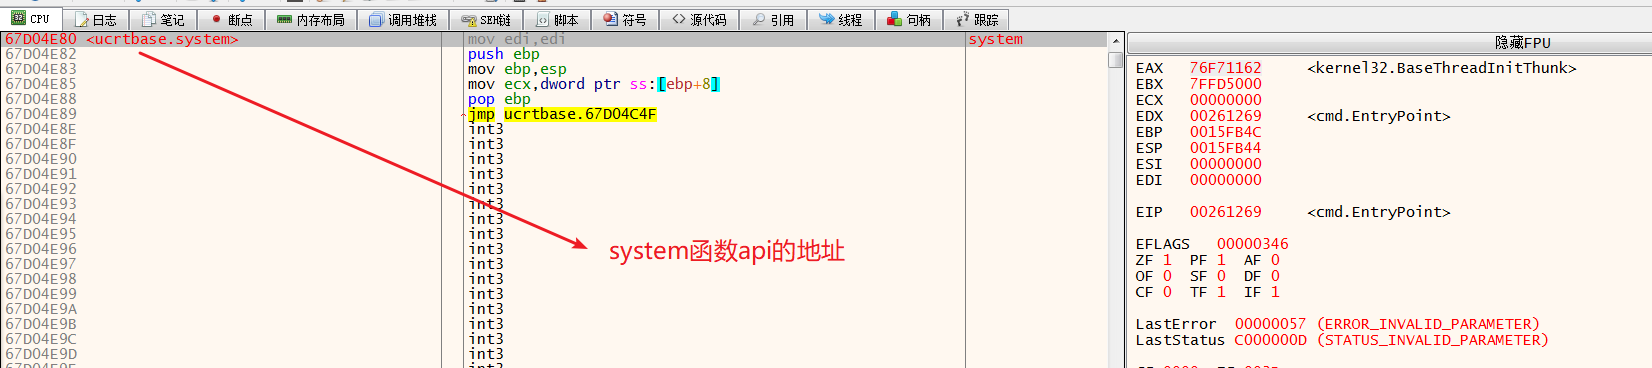 CPU 日志 笔记 断点 内存布局 调用堆栈 SEH链 脚本 符号 源代码 引用 线程 句柄 跟踪
67D04E80 <ucrtbase.system> mov edi,edi system
67D04E82 push ebp
67D04E83 mov ebp,esp
67D04E85 mov ecx,dword ptr ss:[ebp+8]
67D04E88 pop ebp
67D04E89 jmp ucrtbase.67D04C4F
67D04E8E int3
67D04E8F int3
67D04E90 int3
67D04E91 int3
67D04E92 int3
67D04E93 int3
67D04E94 int3
67D04E95 int3
67D04E96 int3
67D04E97 int3
67D04E98 int3
67D04E99 int3
67D04E9A int3
67D04E9B int3
67D04E9C int3
67D04E9D int3
system函数api的地址
隐藏FPU
EAX 76F71162 <kernel32.BaseThreadInitThunk>
EBX 7FFD5000
ECX 00000000
EDX 00261269 <cmd.EntryPoint>
EBP 0015FB4C
ESP 0015FB44
ESI 00000000
EDI 00000000
EIP 00261269 <cmd.EntryPoint>
EFLAGS 00000346
ZF 1 PF 1 AF 0
OF 0 SF 0 DF 0
CF 0 TF 1 IF 1
LastError 00000057 (ERROR_INVALID_PARAMETER)
LastStatus C000000D (STATUS_INVALID_PARAMETER)